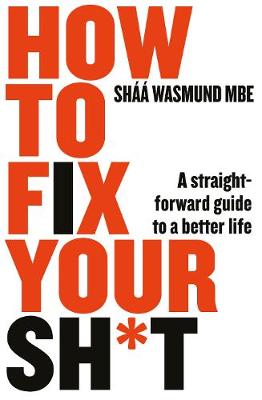 HOW
TO
SHÁÁ WASMUND MBE
FIX
A straight-
forward guide
to a better life
YOUR
SH*T